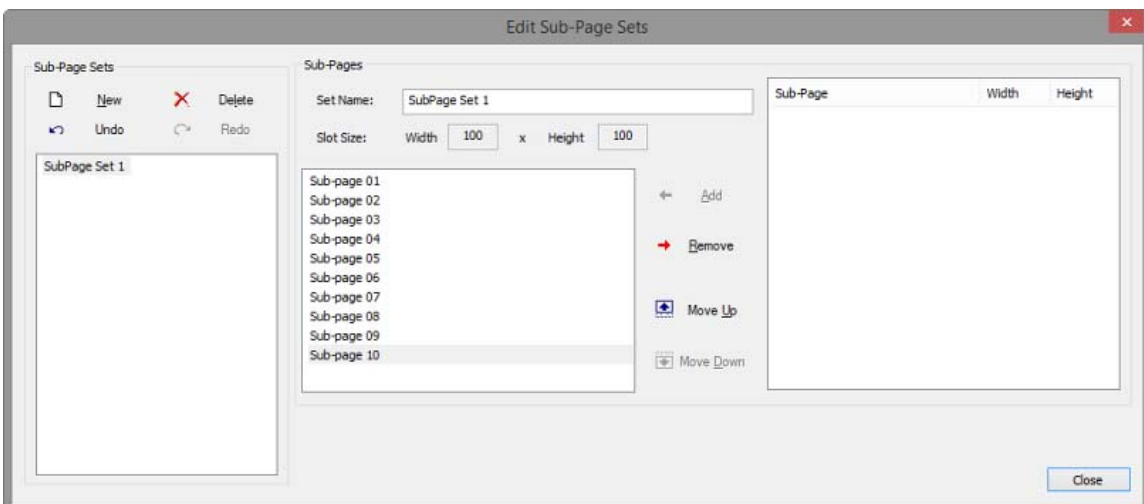 Edit Sub-Page Sets
Sub-Page Sets
New
Delete
Undo
Redo
SubPage Set 1
Sub-Pages
Set Name:
SubPage Set 1
Slot Size:
Width
100
x
Height
100
Sub-page 01
Sub-page 02
Sub-page 03
Sub-page 04
Sub-page 05
Sub-page 06
Sub-page 07
Sub-page 08
Sub-page 09
Sub-page 10
Add
Remove
Move Up
Move Down
Sub-Page
Width
Height
Close